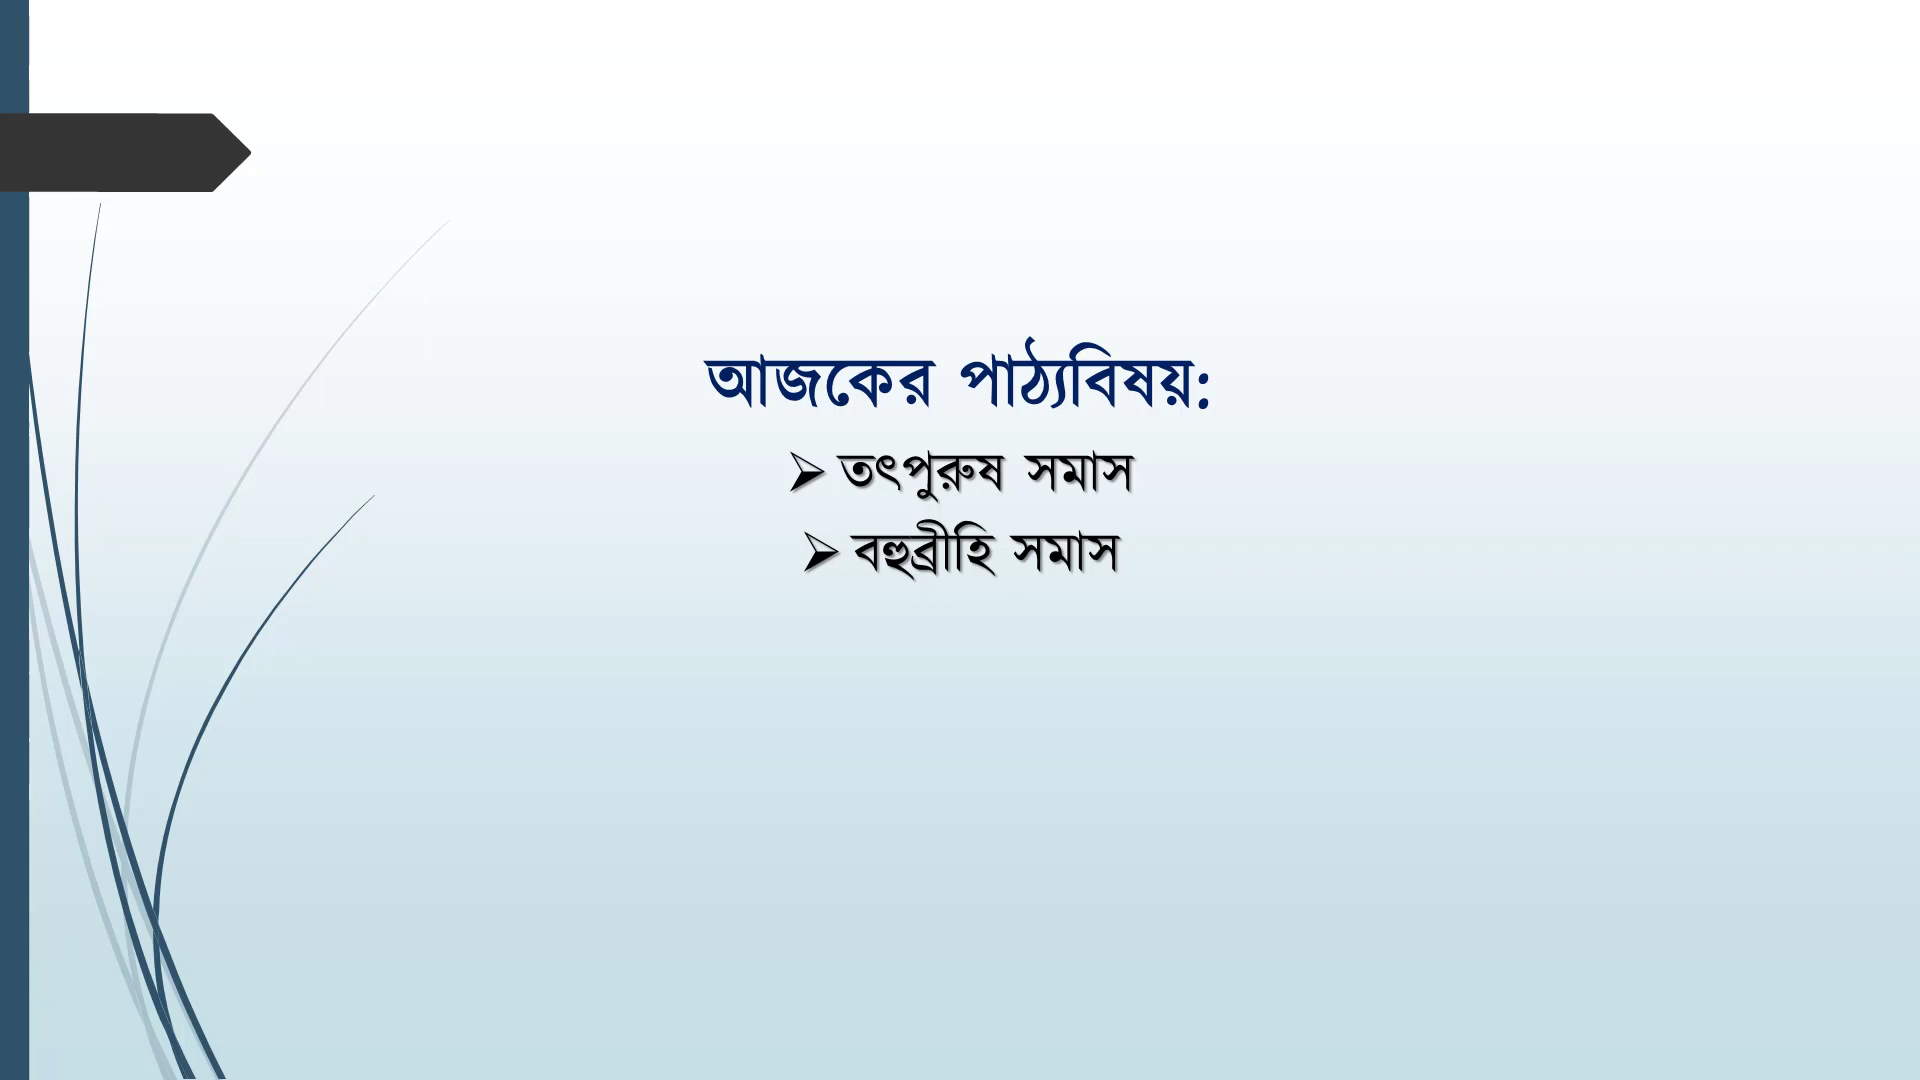 আজকের পাঠ্যবিষয়:
➢ তৎপুরুষ সমাস
➢ বহুব্রীহি সমাস